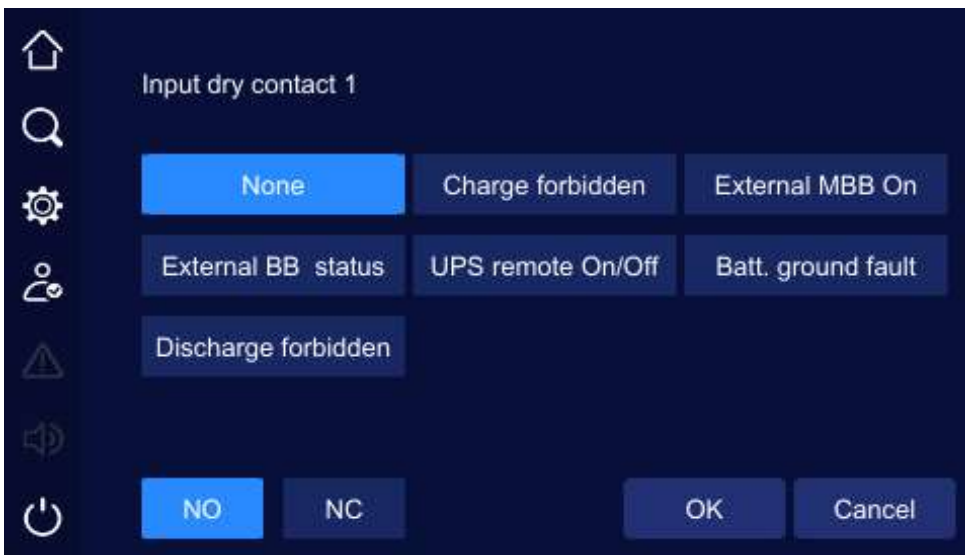 Input dry contact 1
None Charge forbidden External MBB On
External BB status UPS remote On/Off Batt. ground fault
Discharge forbidden
NO NC OK Cancel